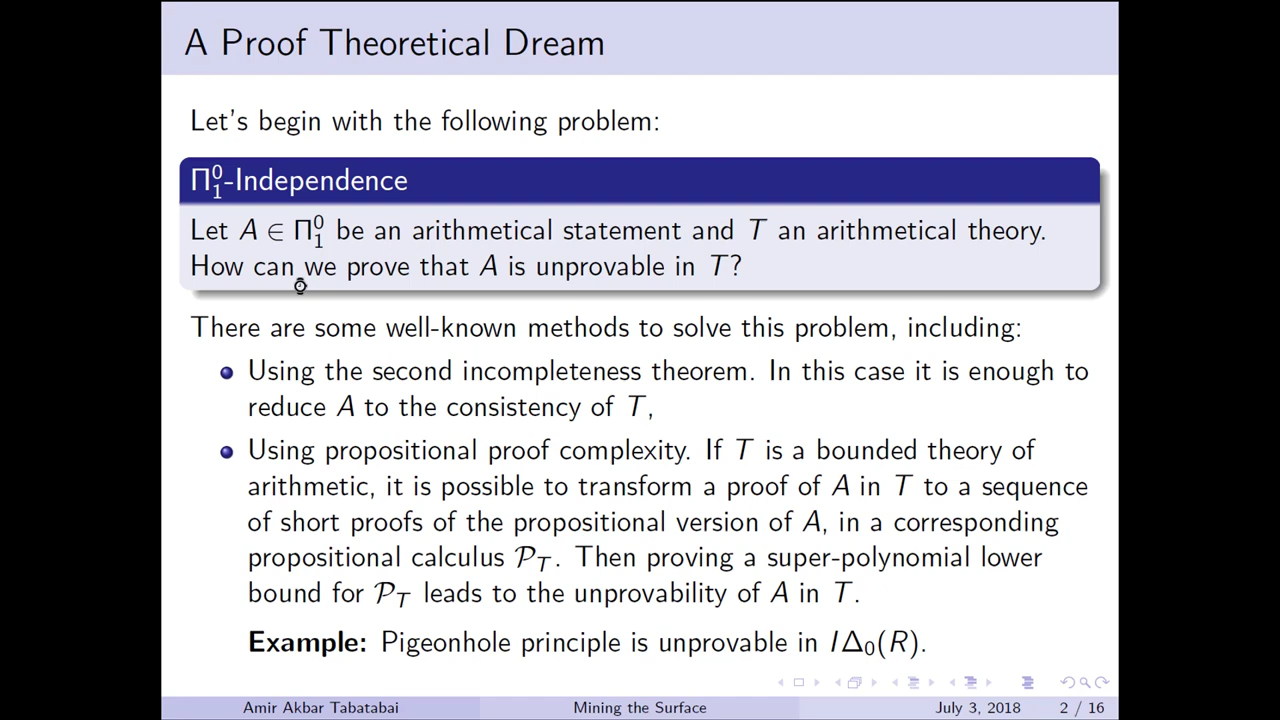 A Proof Theoretical Dream
Let's begin with the following problem:
Π⁰₁-Independence
Let A ∈ Π⁰₁ be an arithmetical statement and T an arithmetical theory.
How can we prove that A is unprovable in T?
There are some well-known methods to solve this problem, including:
Using the second incompleteness theorem. In this case it is enough to
reduce A to the consistency of T,
Using propositional proof complexity. If T is a bounded theory of
arithmetic, it is possible to transform a proof of A in T to a sequence
of short proofs of the propositional version of A, in a corresponding
propositional calculus 𝒫_T. Then proving a super-polynomial lower
bound for 𝒫_T leads to the unprovability of A in T.
Example: Pigeonhole principle is unprovable in IΔ₀(R).
Amir Akbar Tabatabai Mining the Surface July 3, 2018 2 / 16